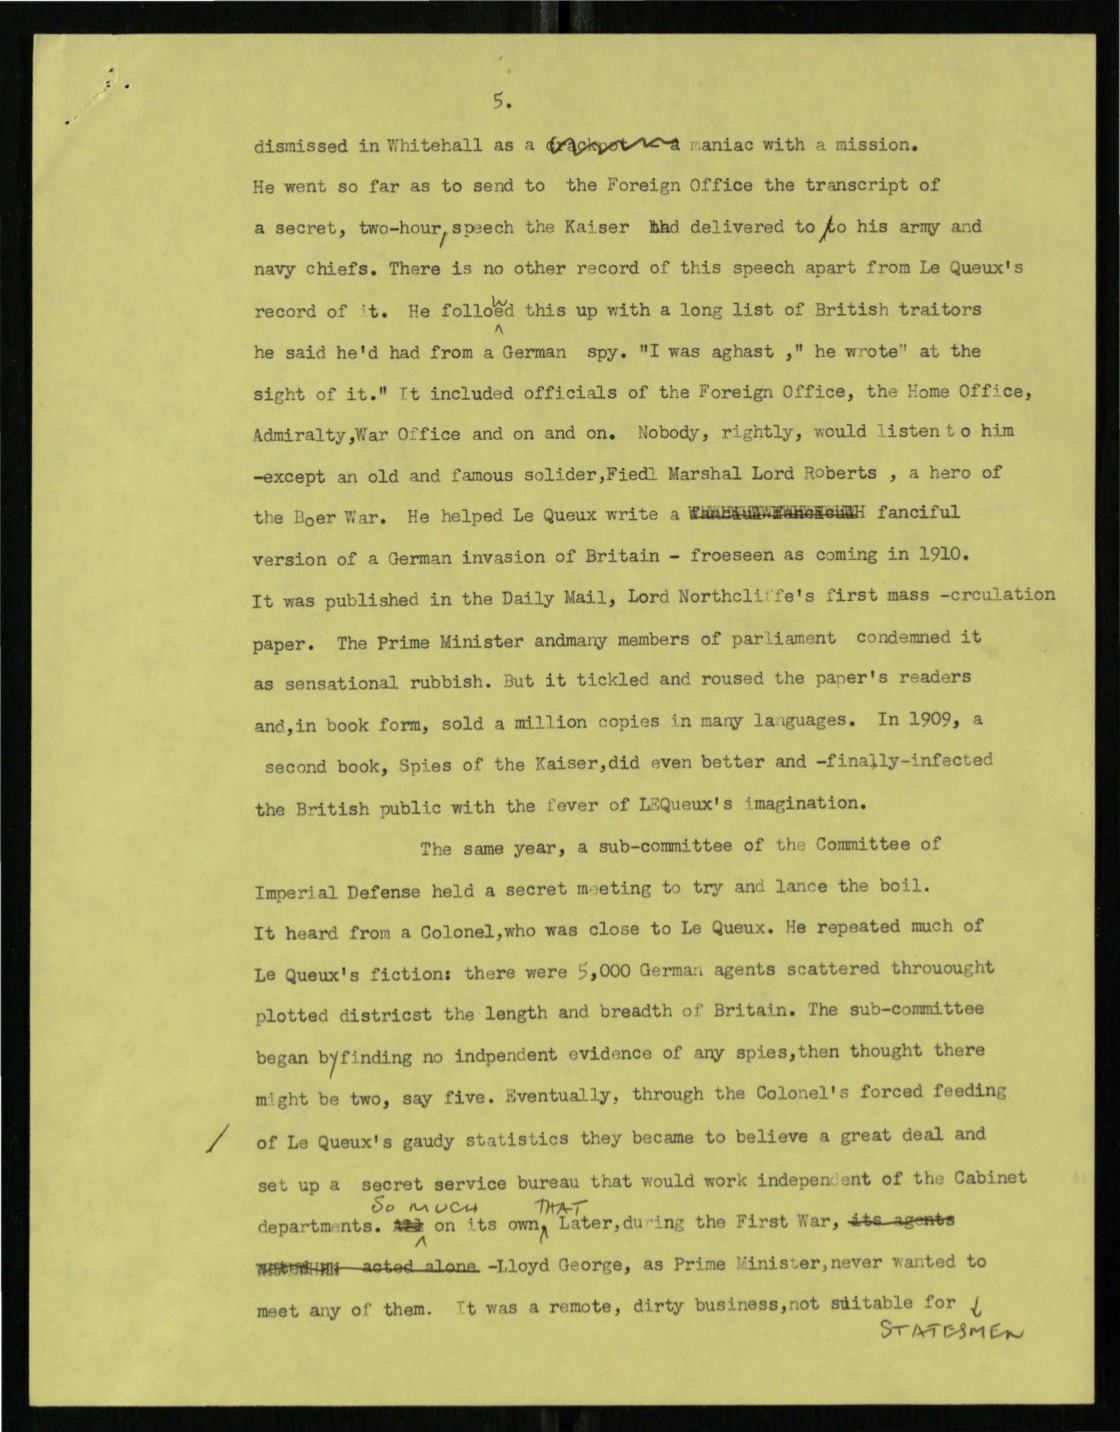 5.
dismissed in Whitehall as a crackpot - a maniac with a mission.
He went so far as to send to the Foreign Office the transcript of
a secret, two-hour, speech the Kaiser had delivered to to his army and
navy chiefs. There is no other record of this speech apart from Le Queux's
record of it. He followed this up with a long list of British traitors
he said he'd had from a German spy. "I was aghast ," he wrote" at the
sight of it." It included officials of the Foreign Office, the Home Office,
Admiralty,War Office and on and on. Nobody, rightly, would listen to him
-except an old and famous solider,Fiedl Marshal Lord Roberts , a hero of
the Boer War. He helped Le Queux write a fanciful
version of a German invasion of Britain - froeseen as coming in 1910.
It was published in the Daily Mail, Lord Northcliffe's first mass -crculation
paper. The Prime Minister andmany members of parliament condemned it
as sensational rubbish. But it tickled and roused the paper's readers
and,in book form, sold a million copies in many languages. In 1909, a
second book, Spies of the Kaiser,did even better and -finally-infected
the British public with the fever of LEQueux's imagination.
The same year, a sub-committee of the Committee of
Imperial Defense held a secret meeting to try and lance the boil.
It heard from a Colonel,who was close to Le Queux. He repeated much of
Le Queux's fiction: there were 5,000 German agents scattered throuought
plotted districst the length and breadth of Britain. The sub-committee
began by finding no indpendent evidence of any spies,then thought there
might be two, say five. Eventually, through the Colonel's forced feeding
/ of Le Queux's gaudy statistics they became to believe a great deal and
set up a secret service bureau that would work independent of the Cabinet
SO MUCH THAT
departments. on its own, Later,during the First War, its agents
acted alone -Lloyd George, as Prime Minister,never wanted to
meet any of them. It was a remote, dirty business,not suitable for
STATESMEN